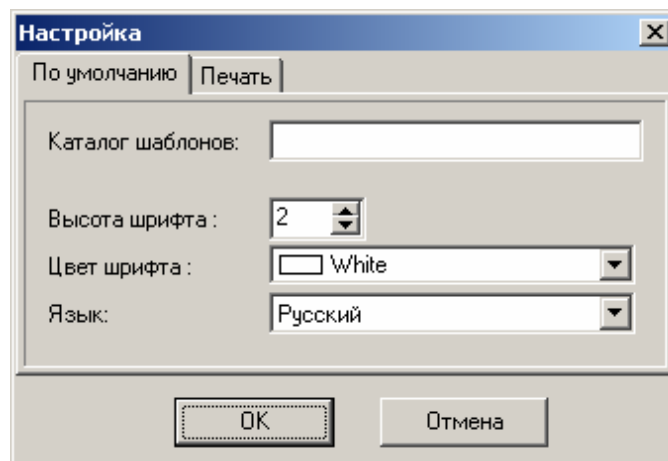 Настройка
По умолчанию
Печать
Каталог шаблонов:
Высота шрифта : 2
Цвет шрифта : White
Язык: Русский
OK Отмена